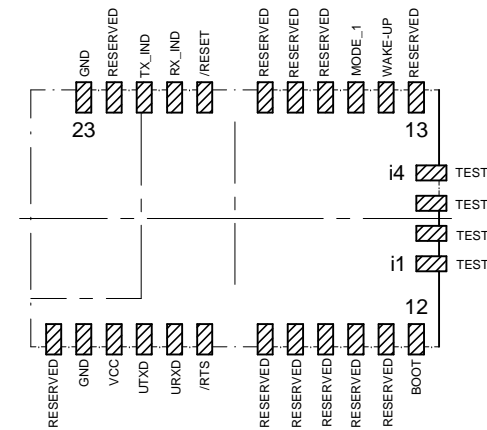 GND
RESERVED
TX_IND
RX_IND
/RESET
RESERVED
RESERVED
RESERVED
MODE_1
WAKE-UP
RESERVED
23
13
i4
TEST
TEST
TEST
i1
TEST
12
RESERVED
GND
VCC
UTXD
URXD
/RTS
RESERVED
RESERVED
RESERVED
RESERVED
RESERVED
BOOT